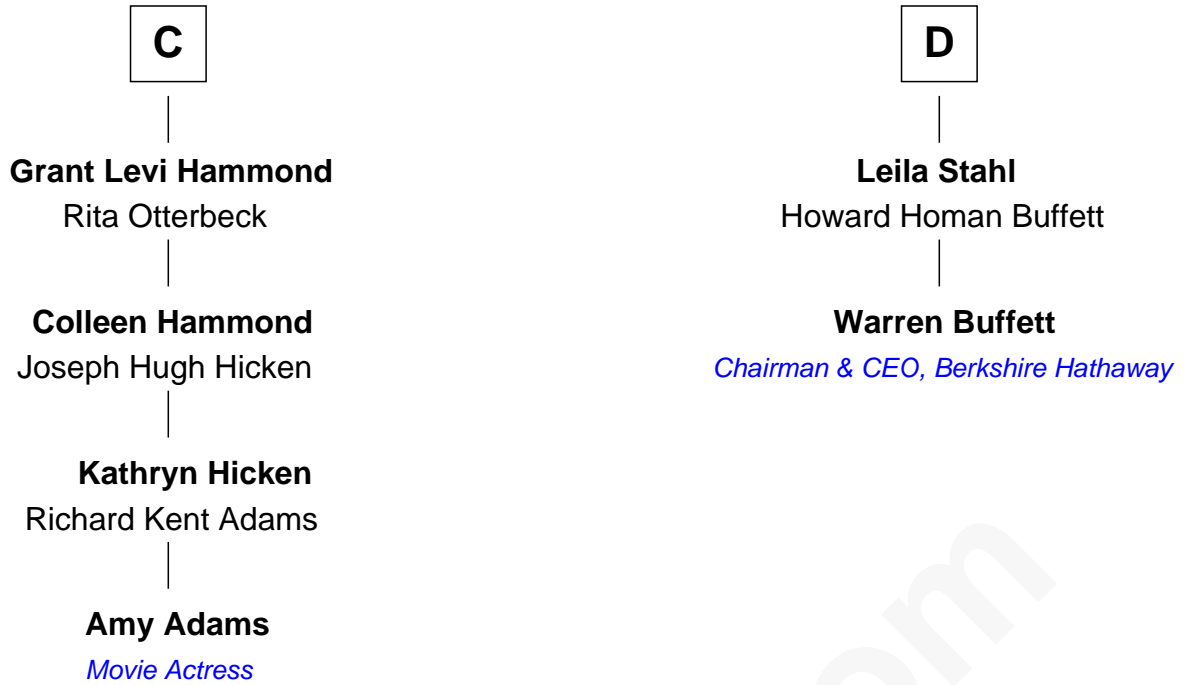 C
Grant Levi Hammond
Rita Otterbeck
Colleen Hammond
Joseph Hugh Hicken
Kathryn Hicken
Richard Kent Adams
Amy Adams
Movie Actress
D
Leila Stahl
Howard Homan Buffett
Warren Buffett
Chairman & CEO, Berkshire Hathaway
om